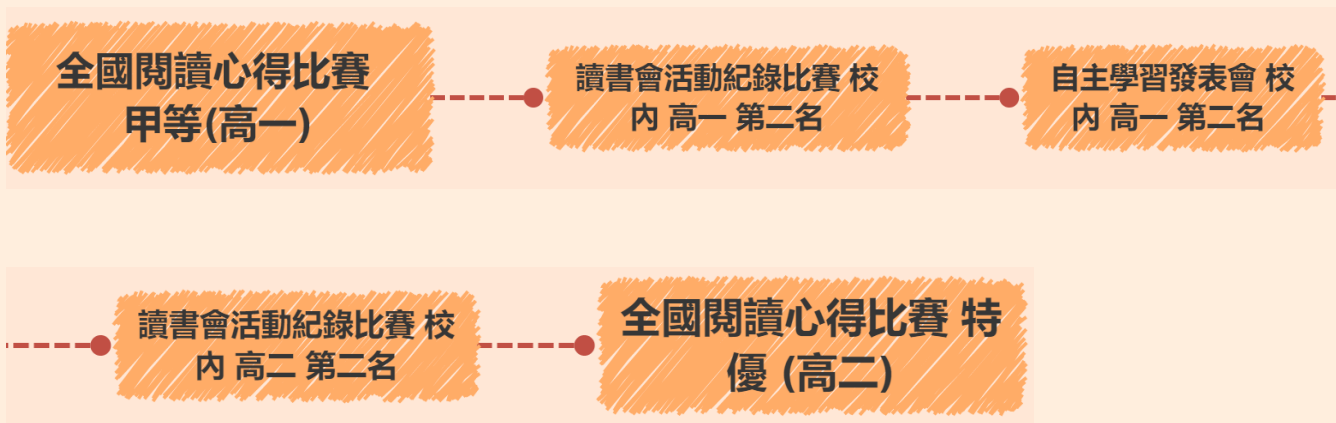 全國閱讀心得比賽
甲等(高一)
讀書會活動紀錄比賽 校
內 高一 第二名
自主學習發表會 校
內 高一 第二名
讀書會活動紀錄比賽 校
內 高二 第二名
全國閱讀心得比賽 特
優 (高二)